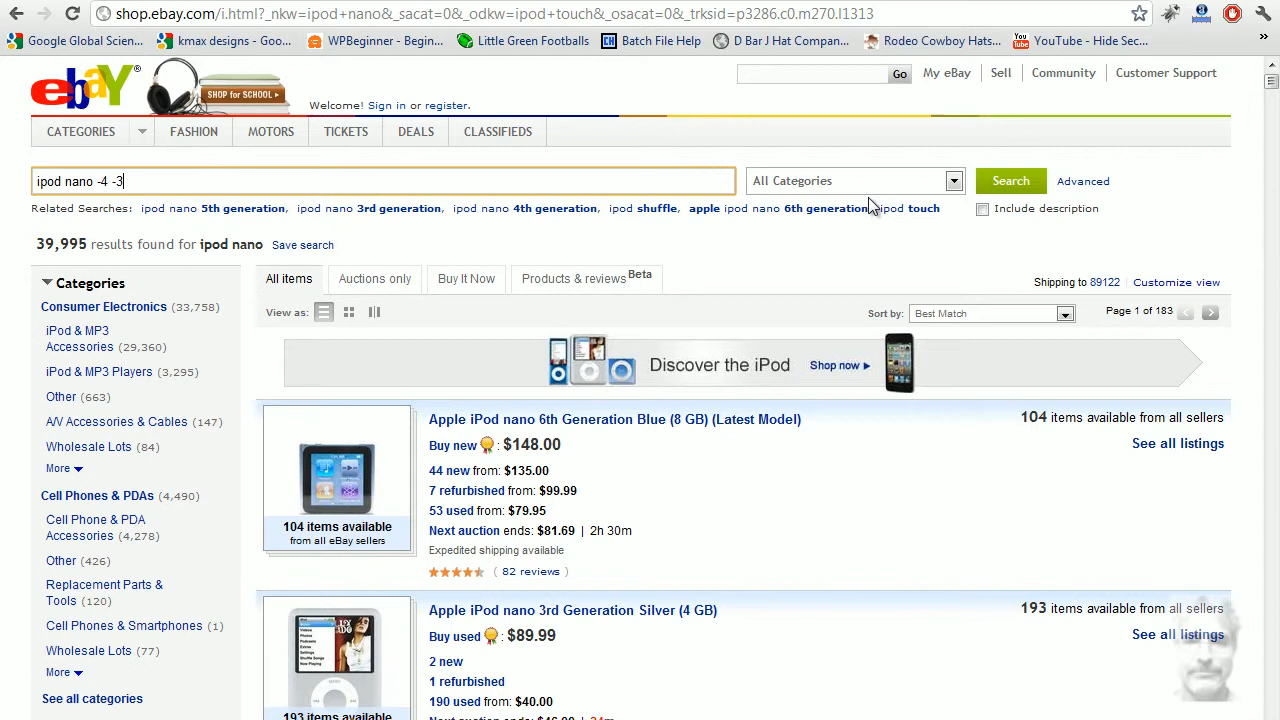 shop.ebay.com/i.html?_nkw=ipod+nano&_sacat=0&_odkw=ipod+touch&_osacat=0&_trksid=p3286.c0.m270.l1313
Google Global Scien... kmax designs - Goo... WPBeginner - Begin... Little Green Footballs CH Batch File Help D Bar J Hat Compan... Rodeo Cowboy Hats... You Tube YouTube - Hide Sec... »
ebaY® SHOP for SCHOOL ▸ Welcome! Sign in or register. Go My eBay Sell Community Customer Support
CATEGORIES FASHION MOTORS TICKETS DEALS CLASSIFIEDS
ipod nano -4 -3 All Categories Search Advanced
Related Searches: ipod nano 5th generation, ipod nano 3rd generation, ipod nano 4th generation, ipod shuffle, apple ipod nano 6th generation, ipod touch Include description
39,995 results found for ipod nano Save search
Categories
Consumer Electronics (33,758)
iPod & MP3
Accessories (29,360)
iPod & MP3 Players (3,295)
Other (663)
A/V Accessories & Cables (147)
Wholesale Lots (84)
More
Cell Phones & PDAs (4,490)
Cell Phone & PDA
Accessories (4,278)
Other (426)
Replacement Parts &
Tools (120)
Cell Phones & Smartphones (1)
Wholesale Lots (77)
More
See all categories
All items Auctions only Buy It Now Products & reviews Beta
Shipping to 89122 Customize view
View as: Sort by: Best Match Page 1 of 183
Discover the iPod Shop now ▸
Apple iPod nano 6th Generation Blue (8 GB) (Latest Model)
104 items available from all sellers
Buy new : $148.00
See all listings
44 new from: $135.00
7 refurbished from: $99.99
53 used from: $79.95
Next auction ends: $81.69 | 2h 30m
Expedited shipping available
( 82 reviews )
104 items available
from all eBay sellers
Apple iPod nano 3rd Generation Silver (4 GB)
193 items available from all sellers
Buy used : $89.99
See all listings
2 new
1 refurbished
190 used from: $40.00
193 items available